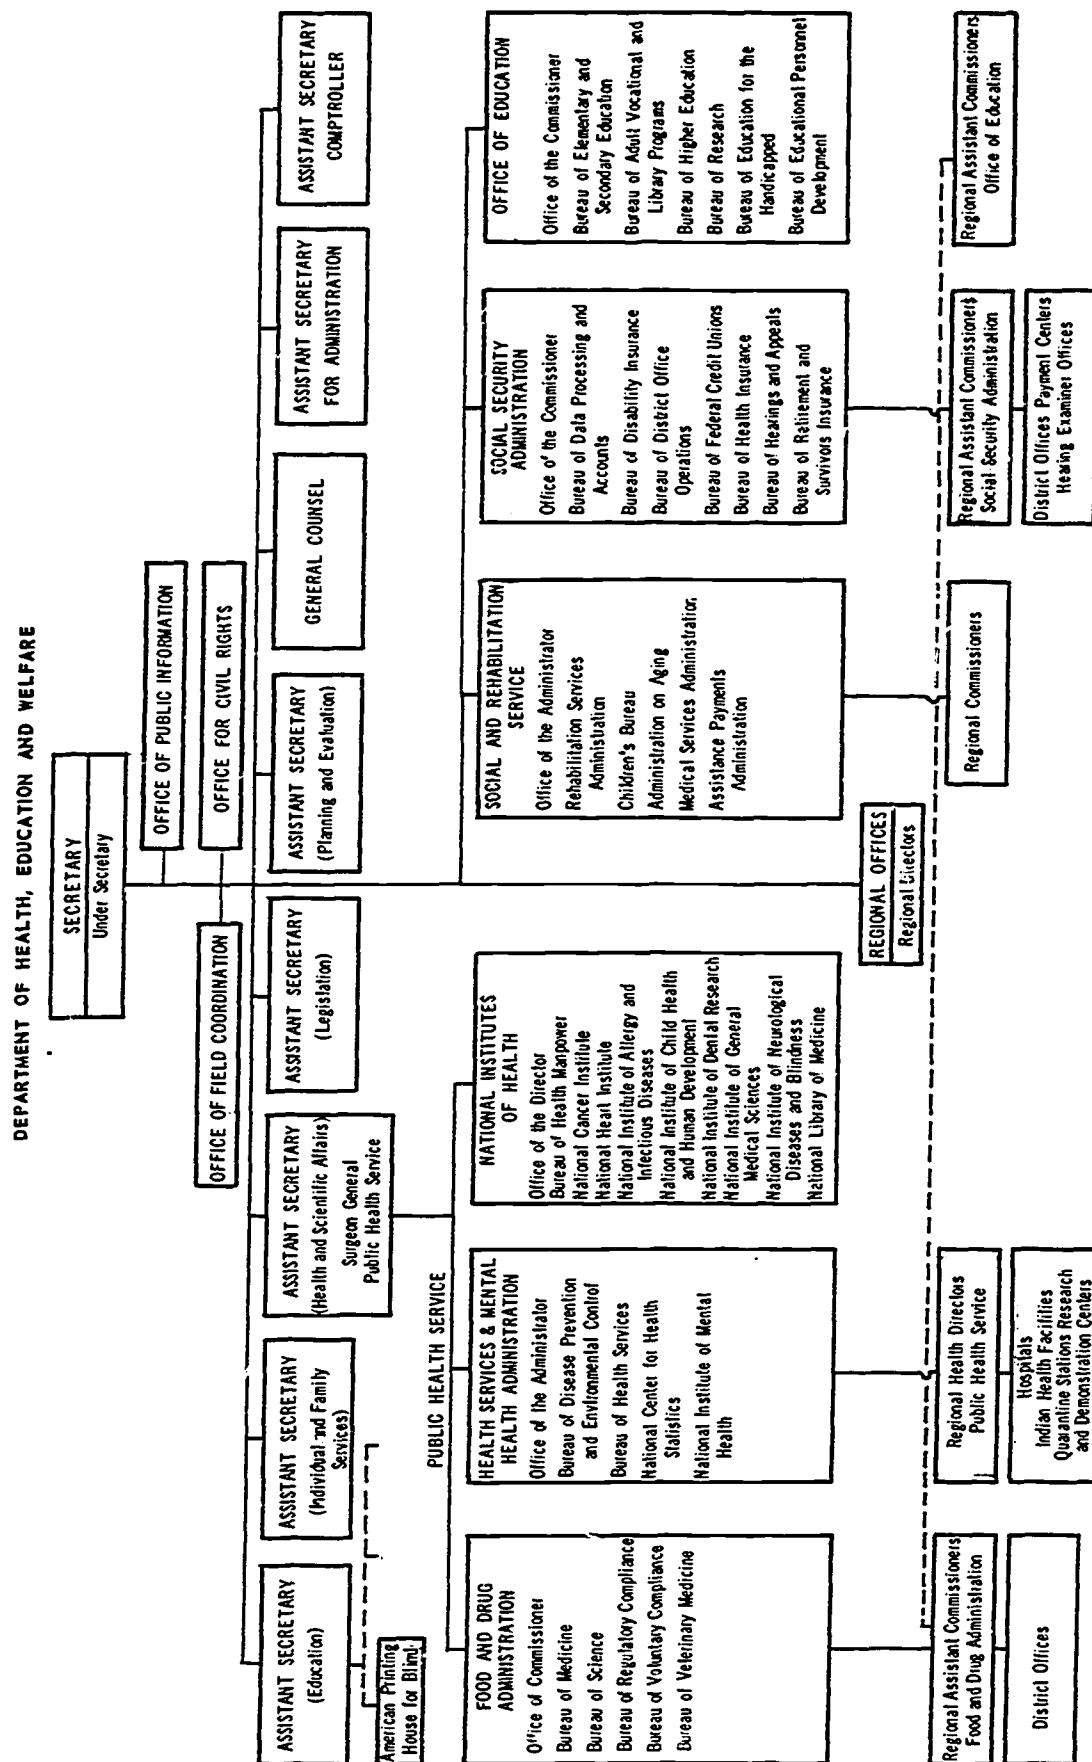 DEPARTMENT OF HEALTH, EDUCATION AND WELFARE
SECRETARY
Under Secretary
OFFICE OF PUBLIC INFORMATION
OFFICE OF FIELD COORDINATION
OFFICE FOR CIVIL RIGHTS
ASSISTANT SECRETARY
(Education)
ASSISTANT SECRETARY
(Individual and Family
Services)
ASSISTANT SECRETARY
(Health and Scientific Affairs)
Surgeon General
Public Health Service
ASSISTANT SECRETARY
(Legislation)
ASSISTANT SECRETARY
(Planning and Evaluation)
GENERAL COUNSEL
ASSISTANT SECRETARY
FOR ADMINISTRATION
ASSISTANT SECRETARY
COMPTROLLER
American Printing
House for Blind
PUBLIC HEALTH SERVICE
FOOD AND DRUG
ADMINISTRATION
Office of Commissioner
Bureau of Medicine
Bureau of Science
Bureau of Regulatory Compliance
Bureau of Voluntary Compliance
Bureau of Veterinary Medicine
HEALTH SERVICES & MENTAL
HEALTH ADMINISTRATION
Office of the Administrator
Bureau of Disease Prevention
and Environmental Control
Bureau of Health Services
National Center for Health
Statistics
National Institute of Mental
Health
NATIONAL INSTITUTES
OF HEALTH
Office of the Director
Bureau of Health Manpower
National Cancer Institute
National Heart Institute
National Institute of Allergy and
Infectious Diseases
National Institute of Child Health
and Human Development
National Institute of Dental Research
National Institute of General
Medical Sciences
National Institute of Neurological
Diseases and Blindness
National Library of Medicine
SOCIAL AND REHABILITATION
SERVICE
Office of the Administrator
Rehabilitation Services
Administration
Children's Bureau
Administration on Aging
Medical Services Administration
Assistance Payments
Administration
SOCIAL SECURITY
ADMINISTRATION
Office of the Commissioner
Bureau of Data Processing and
Accounts
Bureau of Disability Insurance
Bureau of District Office
Operations
Bureau of Federal Credit Unions
Bureau of Health Insurance
Bureau of Hearings and Appeals
Bureau of Retirement and
Survivors Insurance
OFFICE OF EDUCATION
Office of the Commissioner
Bureau of Elementary and
Secondary Education
Bureau of Adult Vocational and
Library Programs
Bureau of Higher Education
Bureau of Research
Bureau of Education for the
Handicapped
Bureau of Educational Personnel
Development
REGIONAL OFFICES
Regional Directors
Regional Assistant Commissioners
Food and Drug Administration
District Offices
Regional Health Directors
Public Health Service
Hospitals
Indian Health Facilities
Quarantine Stations Research
and Demonstration Centers
Regional Commissioners
Regional Assistant Commissioners
Social Security Administration
District Offices Payment Centers
Hearing Examiner Offices
Regional Assistant Commissioners
Office of Education